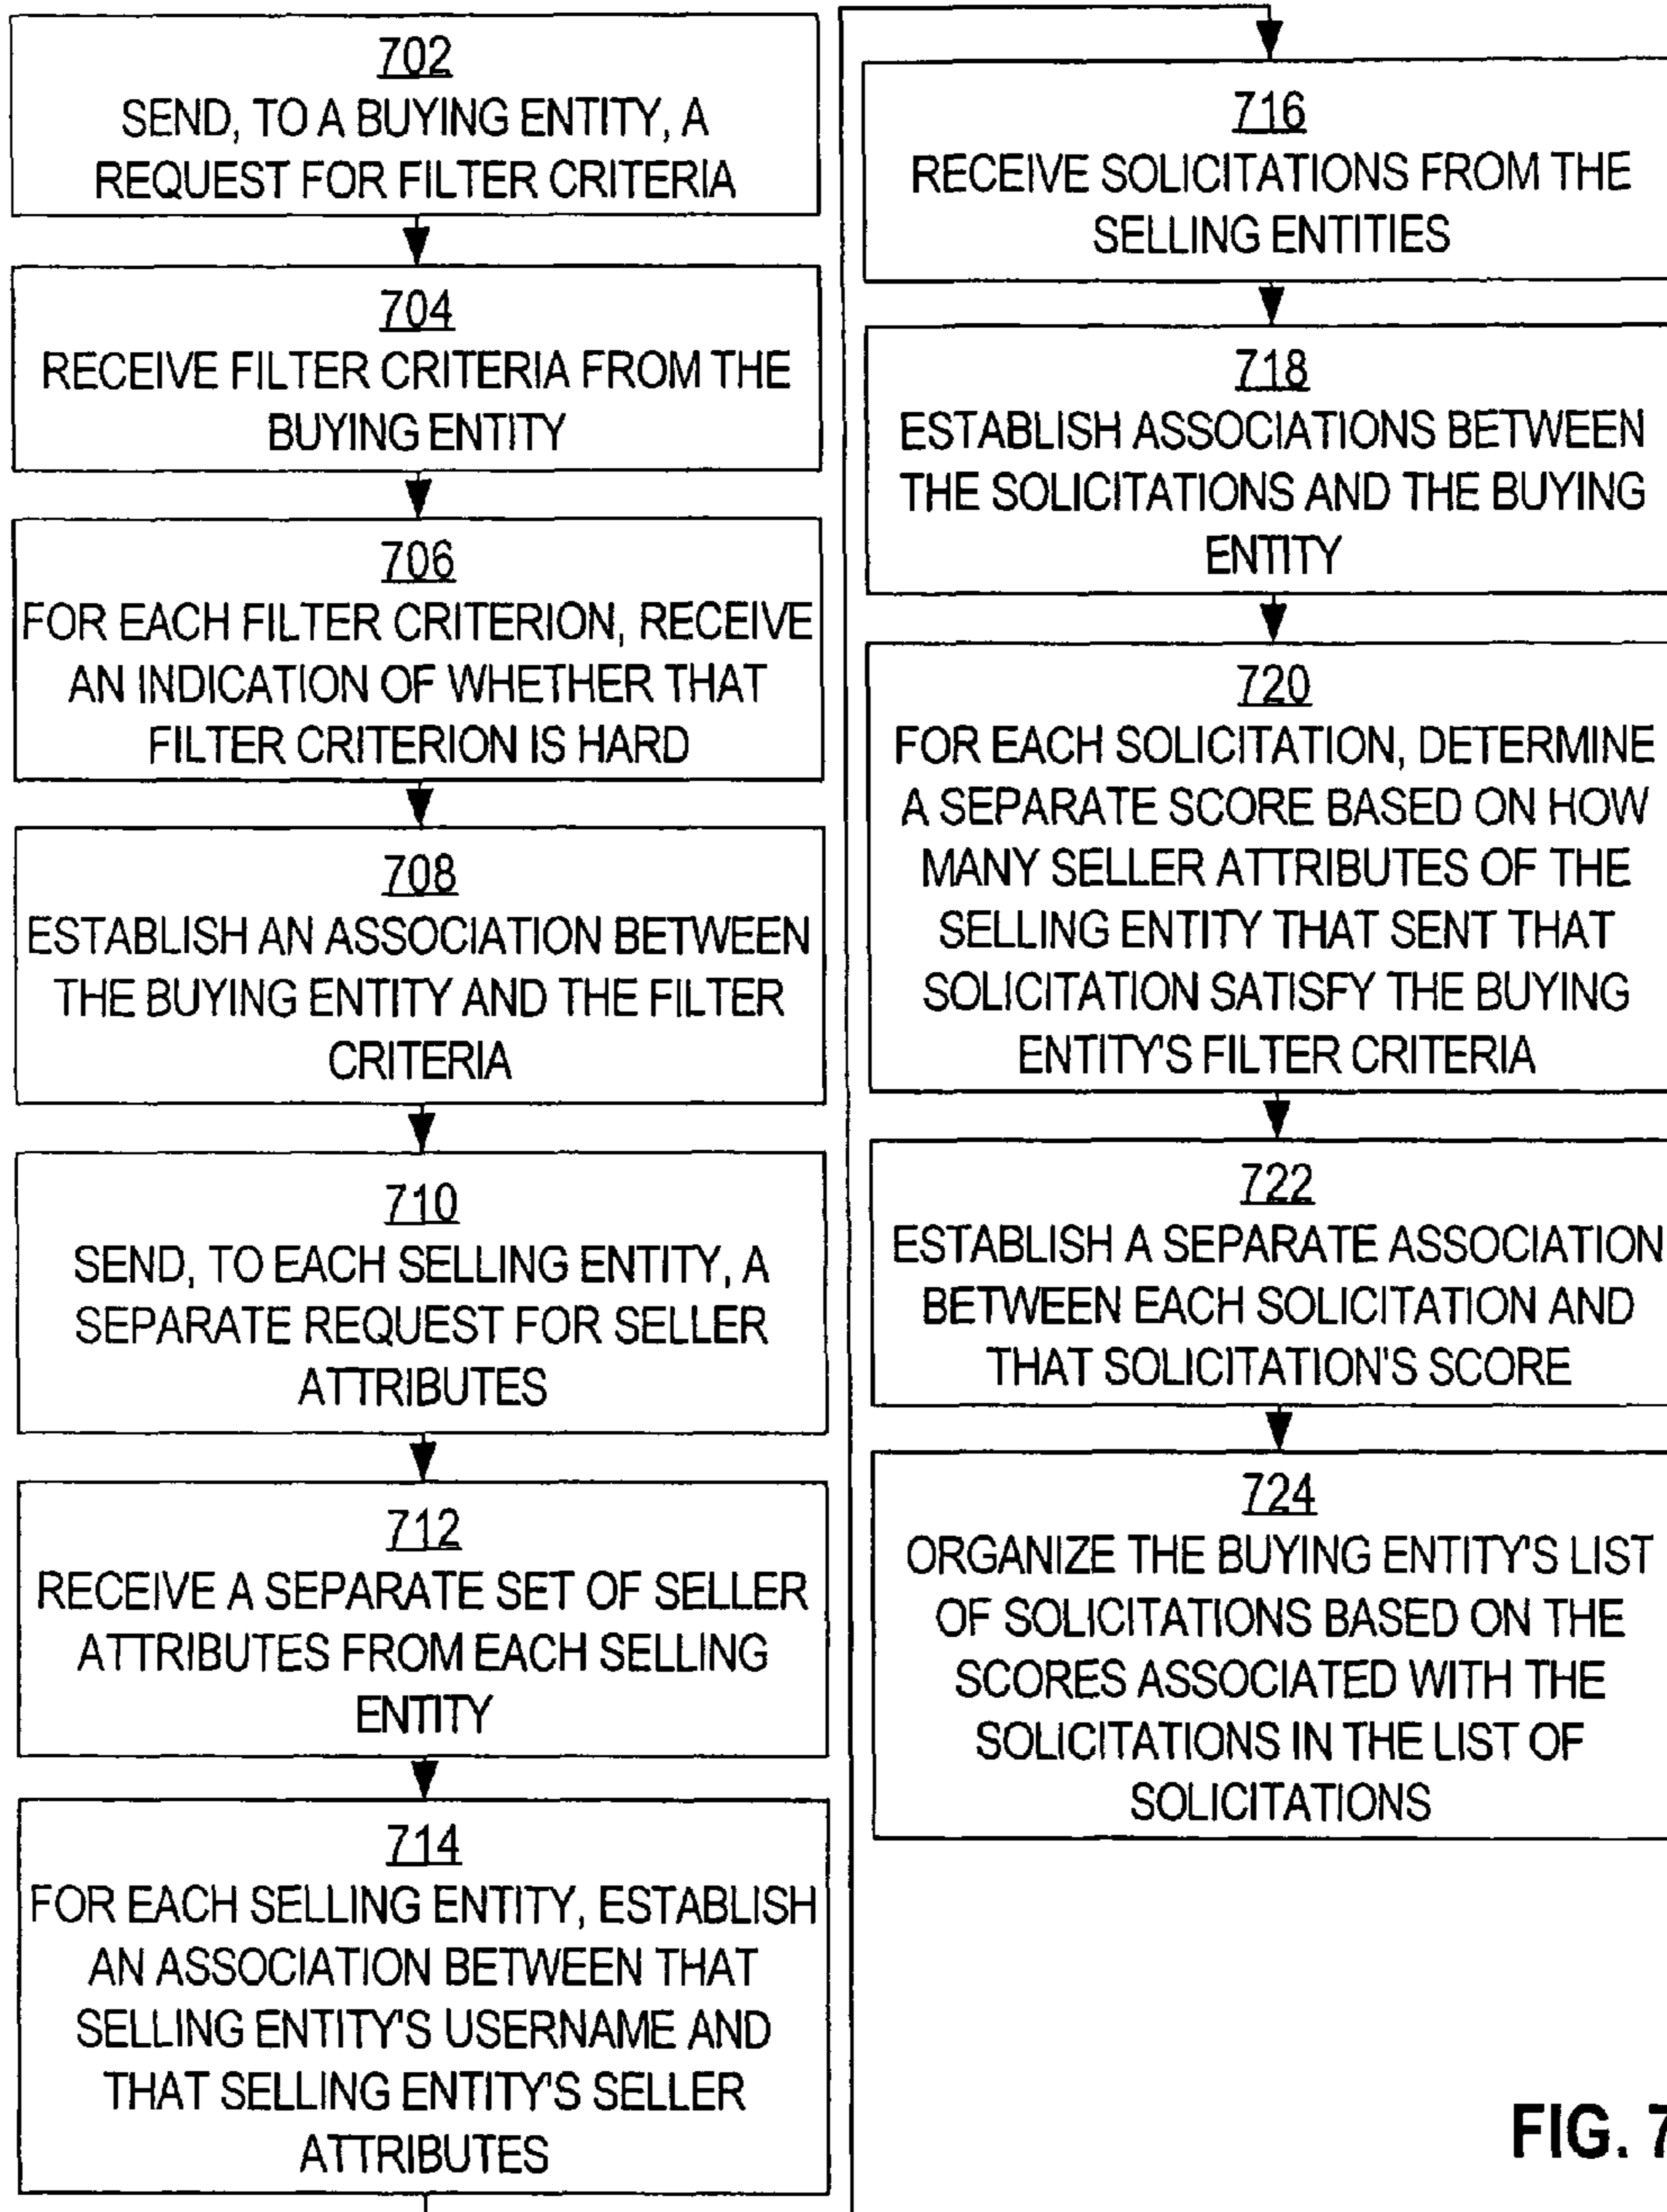 702
SEND, TO A BUYING ENTITY, A
REQUEST FOR FILTER CRITERIA
704
RECEIVE FILTER CRITERIA FROM THE
BUYING ENTITY
706
FOR EACH FILTER CRITERION, RECEIVE
AN INDICATION OF WHETHER THAT
FILTER CRITERION IS HARD
708
ESTABLISH AN ASSOCIATION BETWEEN
THE BUYING ENTITY AND THE FILTER
CRITERIA
710
SEND, TO EACH SELLING ENTITY, A
SEPARATE REQUEST FOR SELLER
ATTRIBUTES
712
RECEIVE A SEPARATE SET OF SELLER
ATTRIBUTES FROM EACH SELLING
ENTITY
714
FOR EACH SELLING ENTITY, ESTABLISH
AN ASSOCIATION BETWEEN THAT
SELLING ENTITY'S USERNAME AND
THAT SELLING ENTITY'S SELLER
ATTRIBUTES
716
RECEIVE SOLICITATIONS FROM THE
SELLING ENTITIES
718
ESTABLISH ASSOCIATIONS BETWEEN
THE SOLICITATIONS AND THE BUYING
ENTITY
720
FOR EACH SOLICITATION, DETERMINE
A SEPARATE SCORE BASED ON HOW
MANY SELLER ATTRIBUTES OF THE
SELLING ENTITY THAT SENT THAT
SOLICITATION SATISFY THE BUYING
ENTITY'S FILTER CRITERIA
722
ESTABLISH A SEPARATE ASSOCIATION
BETWEEN EACH SOLICITATION AND
THAT SOLICITATION'S SCORE
724
ORGANIZE THE BUYING ENTITY'S LIST
OF SOLICITATIONS BASED ON THE
SCORES ASSOCIATED WITH THE
SOLICITATIONS IN THE LIST OF
SOLICITATIONS
FIG. 7